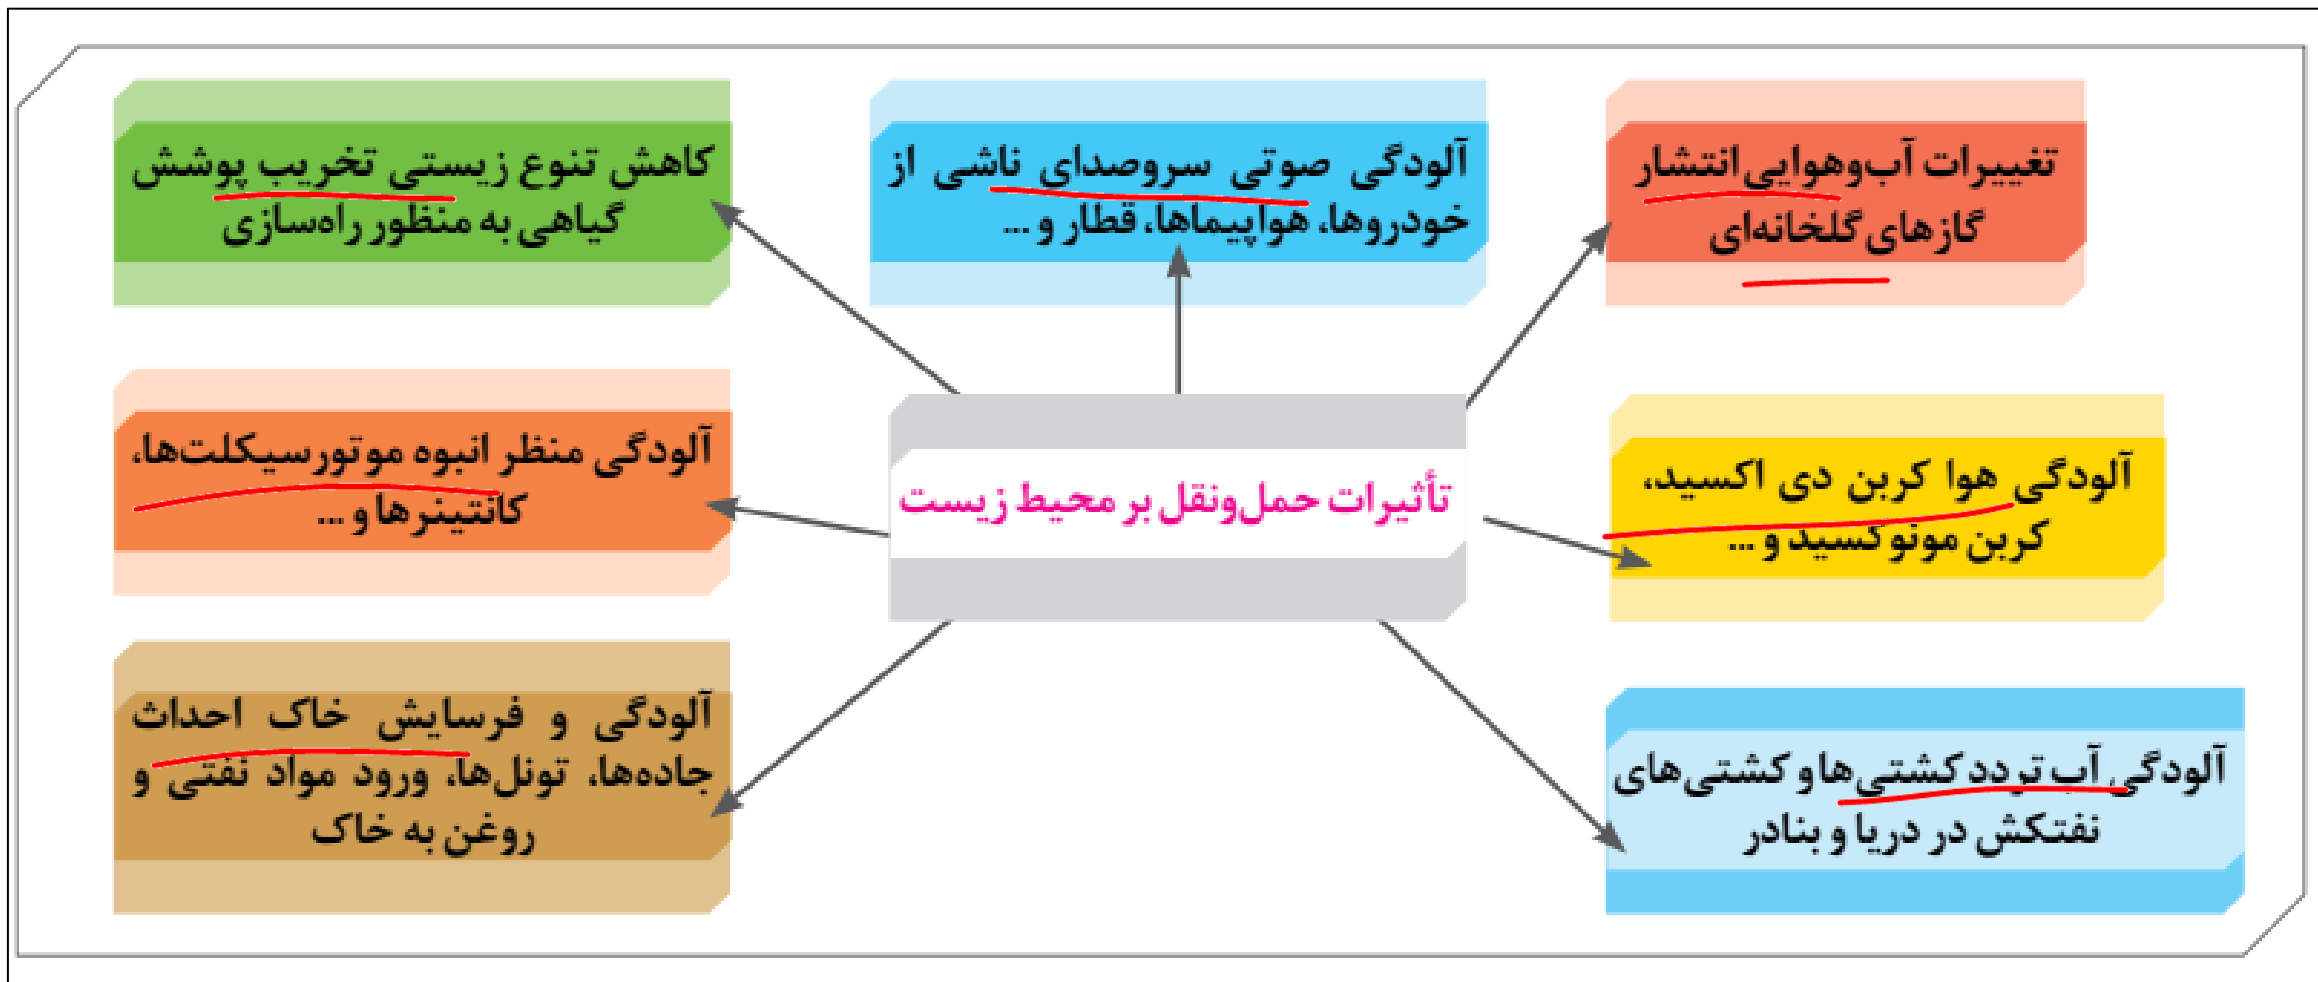 تغییرات آب‌وهوایی انتشار
گازهای گلخانه‌ای
آلودگی صوتی سروصدای ناشی از
خودروها، هواپیماها، قطار و ...
کاهش تنوع زیستی تخریب پوشش
گیاهی به منظور راه‌سازی
آلودگی هوا کربن دی اکسید،
کربن مونوکسید و ...
تأثیرات حمل‌ونقل بر محیط زیست
آلودگی منظر انبوه موتورسیکلت‌ها،
کانتینرها و ...
آلودگی آب تردد کشتی‌ها و کشتی‌های
نفتکش در دریا و بنادر
آلودگی و فرسایش خاک احداث
جاده‌ها، تونل‌ها، ورود مواد نفتی و
روغن به خاک